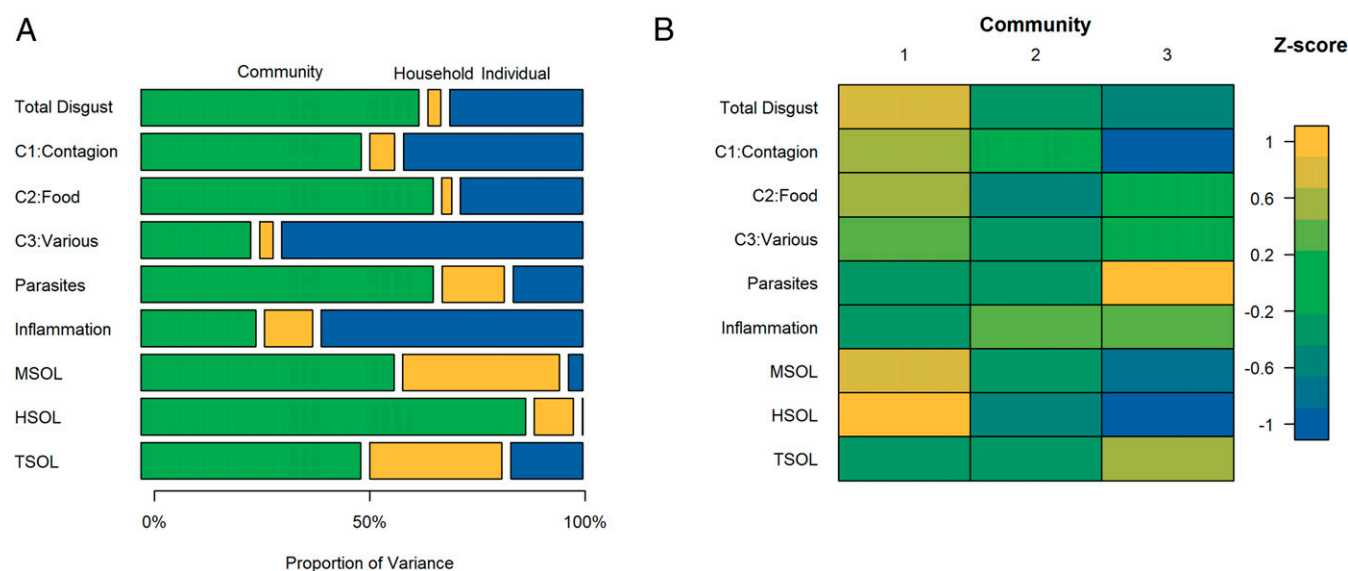 A
Community Household Individual
Total Disgust
C1:Contagion
C2:Food
C3:Various
Parasites
Inflammation
MSOL
HSOL
TSOL
0% 50% 100%
Proportion of Variance
B
Community
1 2 3
Z-score
Total Disgust
C1:Contagion
C2:Food
C3:Various
Parasites
Inflammation
MSOL
HSOL
TSOL
1
0.6
0.2
-0.2
-0.6
-1